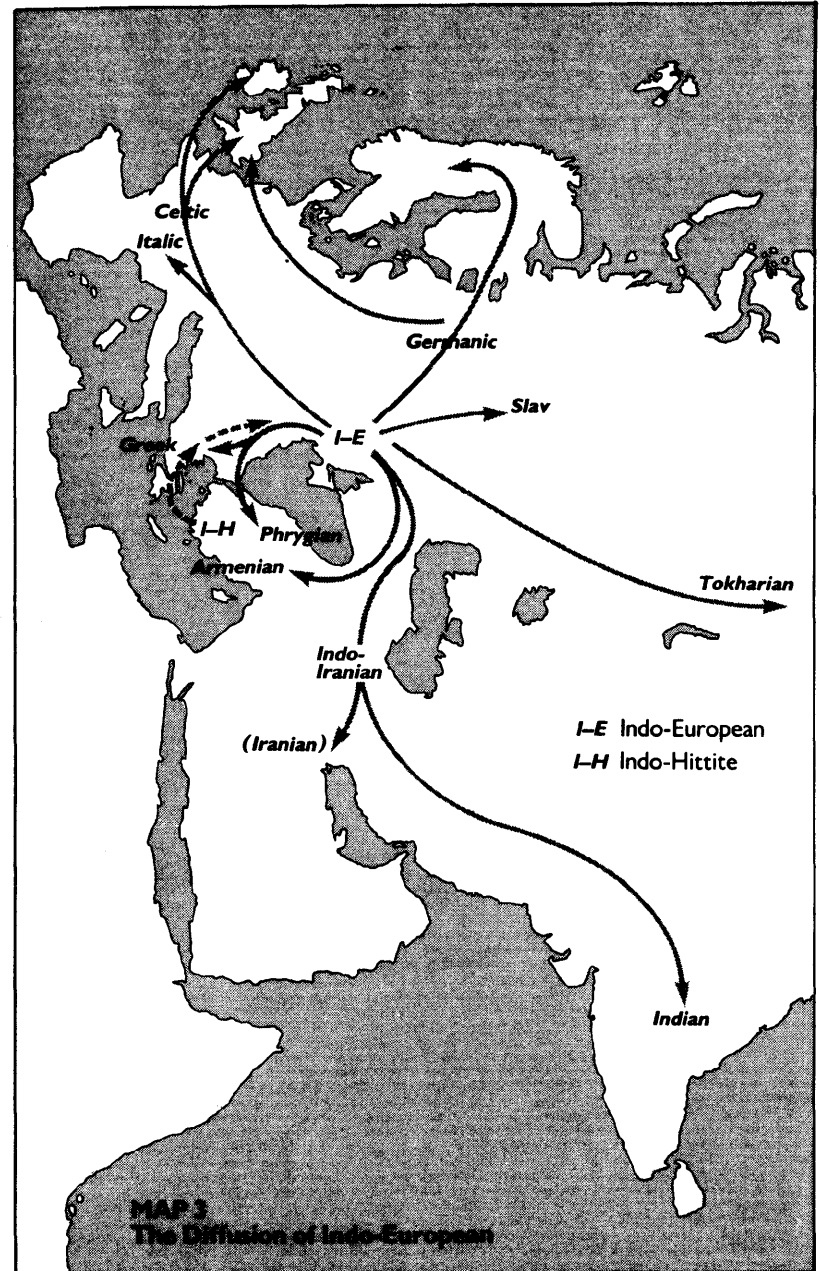 Celtic
Italic
Germanic
Slav
I–E
Greek
I–H
Phrygian
Armenian
Tokharian
Indo-
Iranian
I–E Indo-European
(Iranian)
I–H Indo-Hittite
Indian
MAP 3
The Diffusion of Indo-European